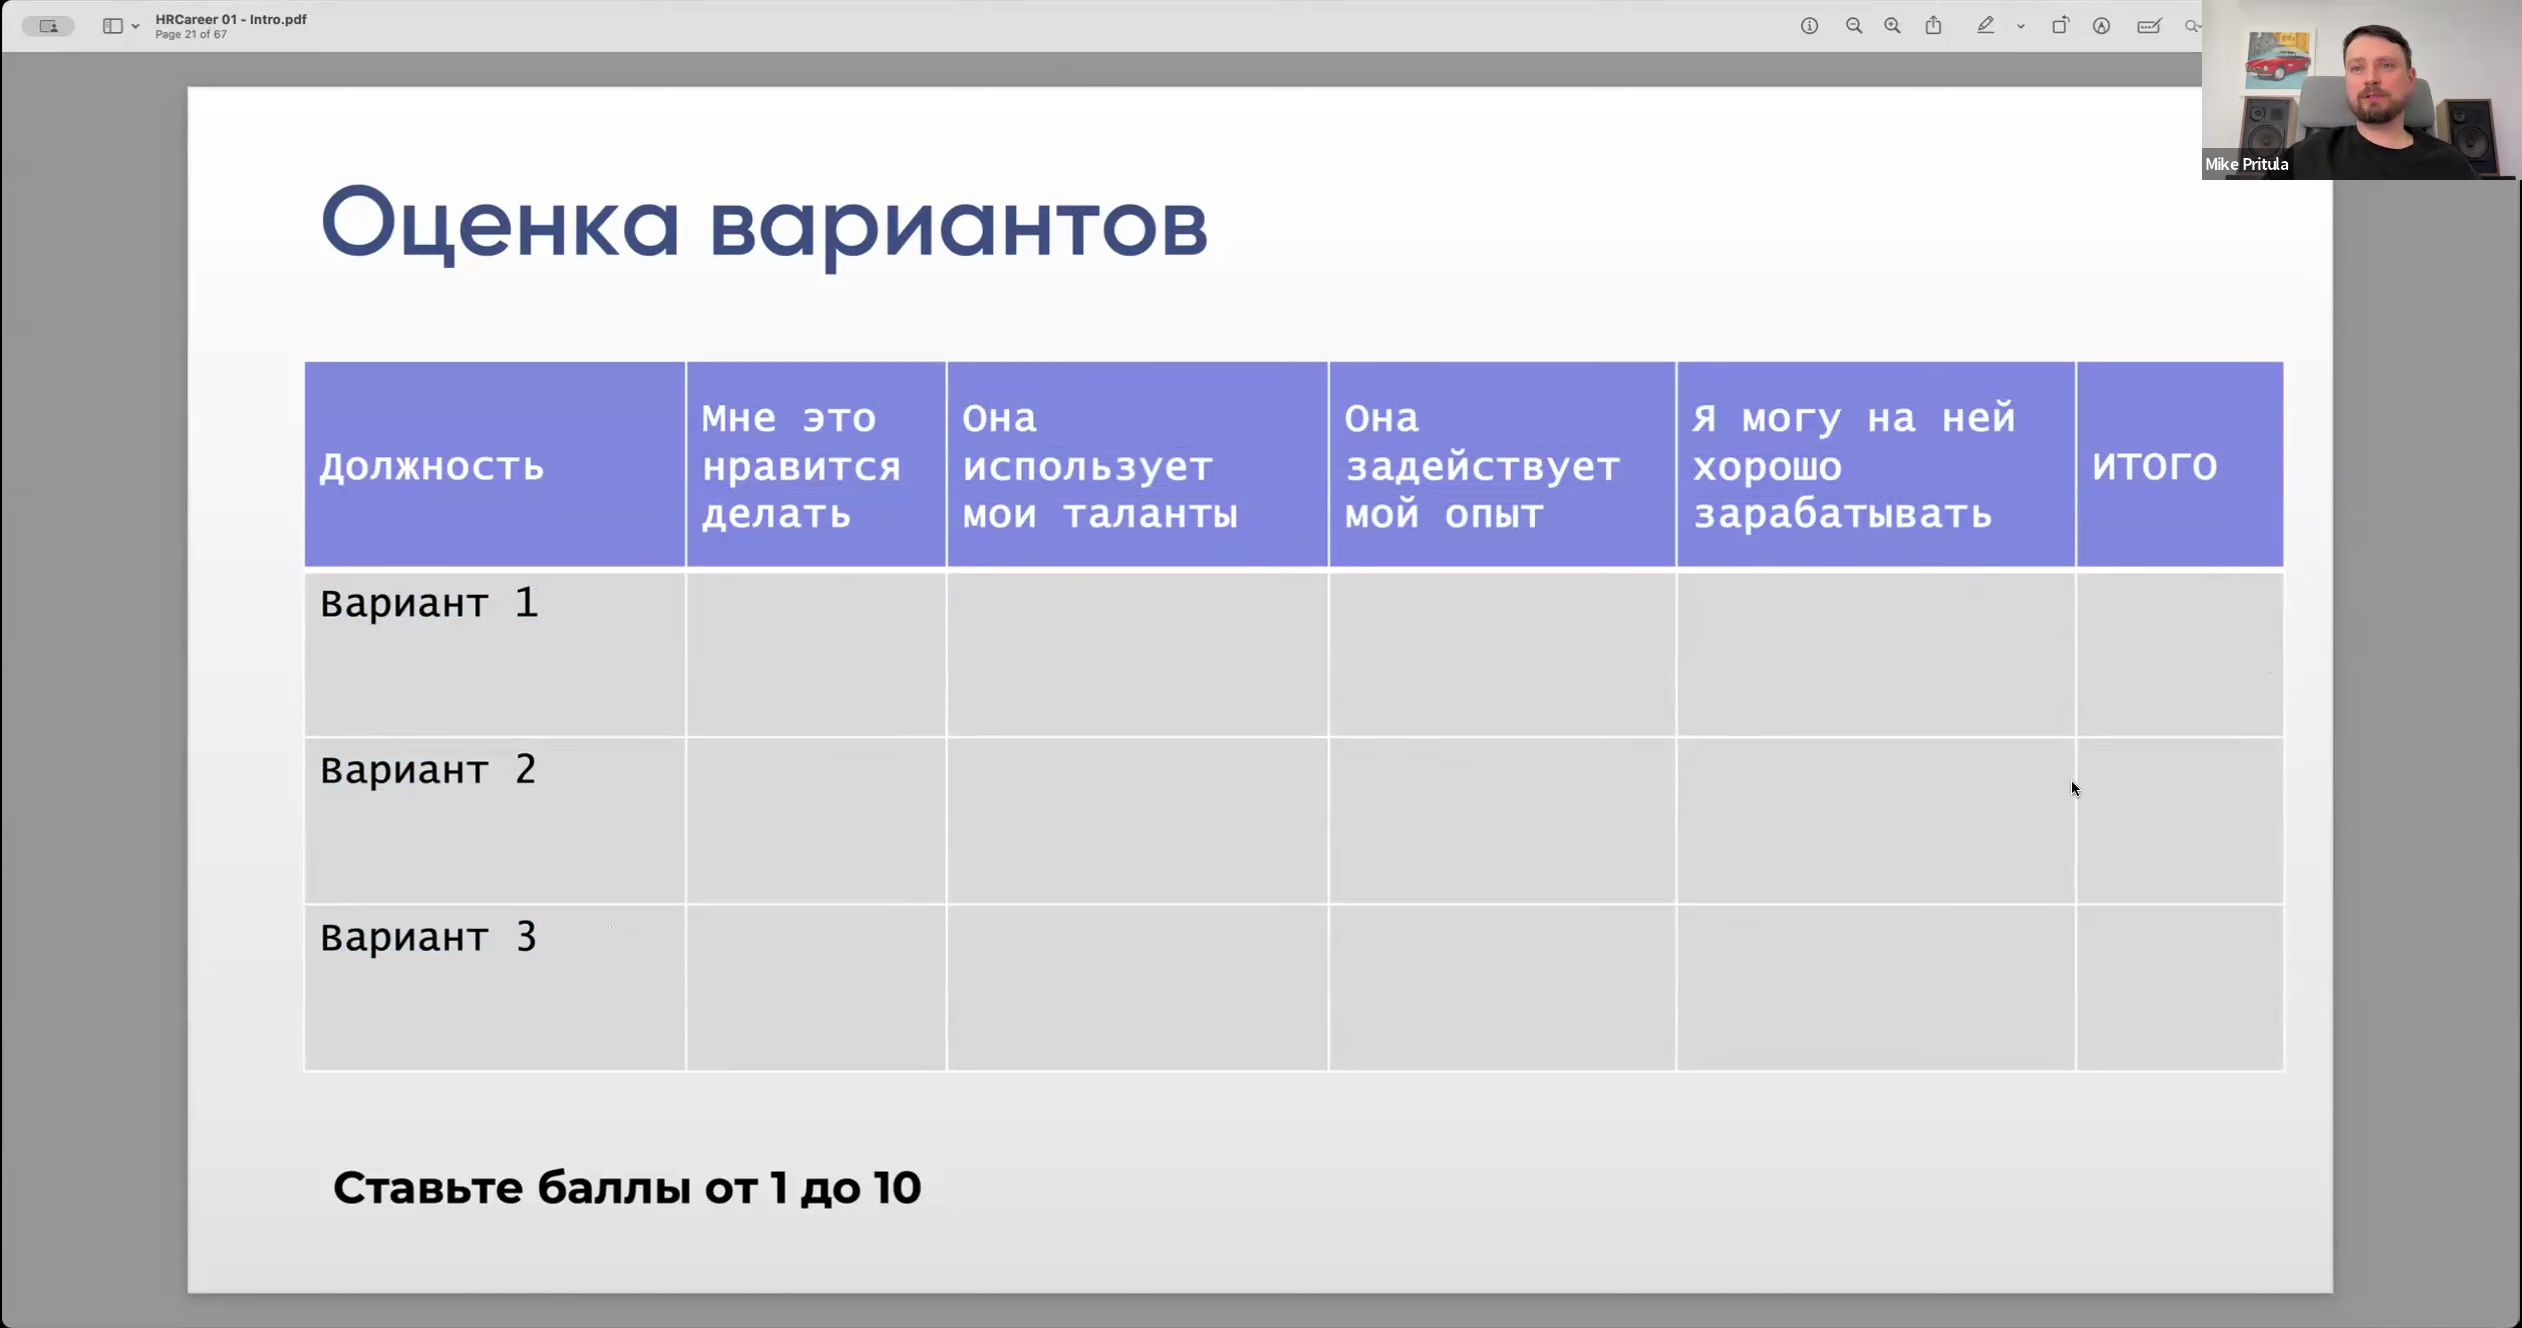 HRCareer 01 - Intro.pdf
Page 21 of 67
Mike Pritula
Оценка вариантов
Должность
Мне это
нравится
делать
Она
использует
мои таланты
Она
задействует
мой опыт
Я могу на ней
хорошо
зарабатывать
ИТОГО
Вариант 1
Вариант 2
Вариант 3
Ставьте баллы от 1 до 10